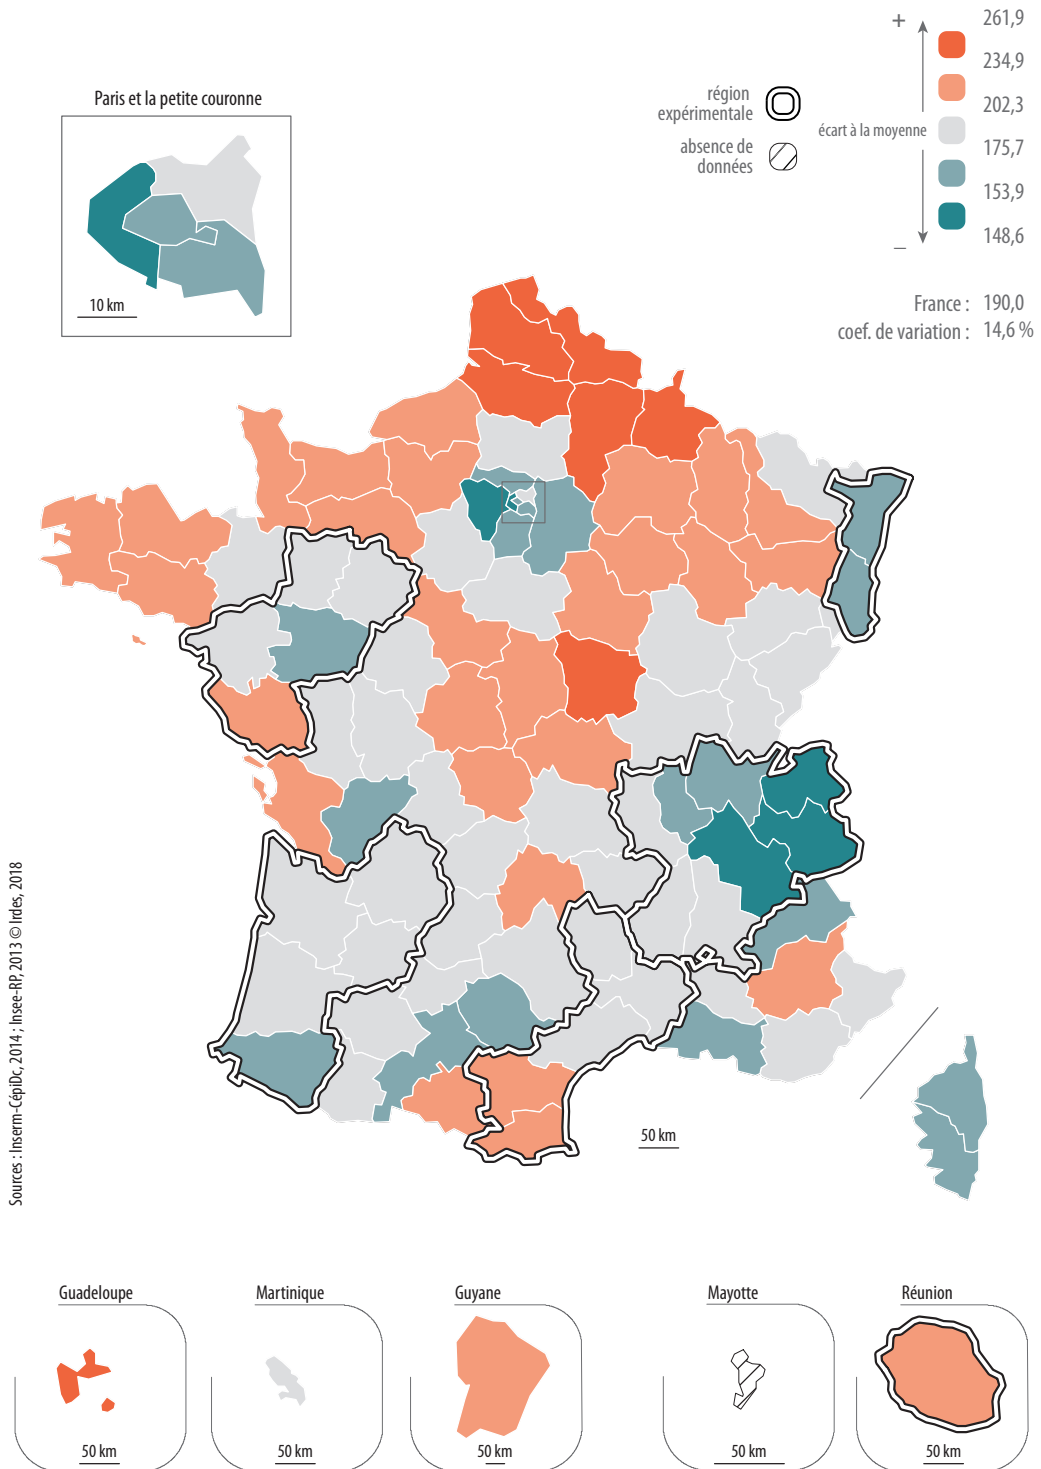 +
261,9
234,9
202,3
175,7
153,9
148,6
–
écart à la moyenne
région
expérimentale
absence de
données
France : 190,0
coef. de variation : 14,6 %
Paris et la petite couronne
10 km
50 km
Sources : Inserm-CépiDc, 2014 ; Insee-RP, 2013 © Irdes, 2018
Guadeloupe
50 km
Martinique
50 km
Guyane
50 km
Mayotte
50 km
Réunion
50 km